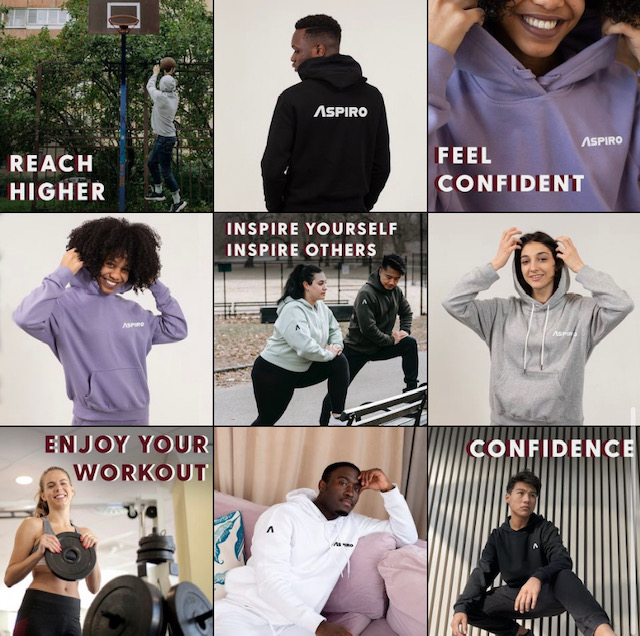 REACH
HIGHER
ASPIRO
ASPIRO
FEEL
CONFIDENT
ASPIRO
INSPIRE YOURSELF
INSPIRE OTHERS
ASPIRO
ENJOY YOUR
WORKOUT
ASPIRO
CONFIDENCE